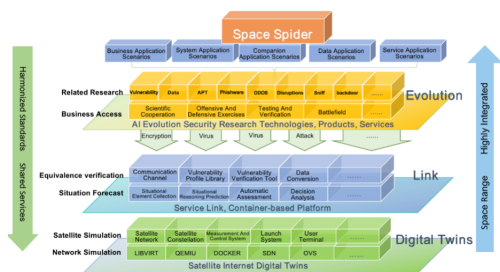 Space Spider
Business Application
Scenarios
System Application
Scenarios
Companion
Application
Scenarios
Data Application
Scenarios
Service Application
Scenarios
Related Research
Vulnerability
Data
APT
Phishware
DDOS
Disruptions
Sniff
backdoor
......
Evolution
Business Access
Scientific
Cooperation
Offensive And
Defensive Exercises
Testing And
Verification
Battlefield
......
AI Evolution Security Research Technologies, Products, Services
Encryption
Virus
Virus
Attack
......
Equivalence verification
Communication
Channel
Vulnerability
Profile Library
Vulnerability
Verification Tool
Data
Conversion
......
Link
Situation Forecast
Situational
Element Collection
Situational
Reasoning Prediction
Automatic
Assessment
Decision
Analysis
......
Service Link, Container-based Platform
Satellite Simulation
Satellite
Network
Satellite
Constellation
Measurement And
Control System
Launch
System
User
Terminal
......
Digital Twins
Network Simulation
LIBVIRT
QEMIU
DOCKER
SDN
OVS
......
Satellite Internet Digital Twins
Harmonized Standards
Shared Services
Highly Integrated
Space Range